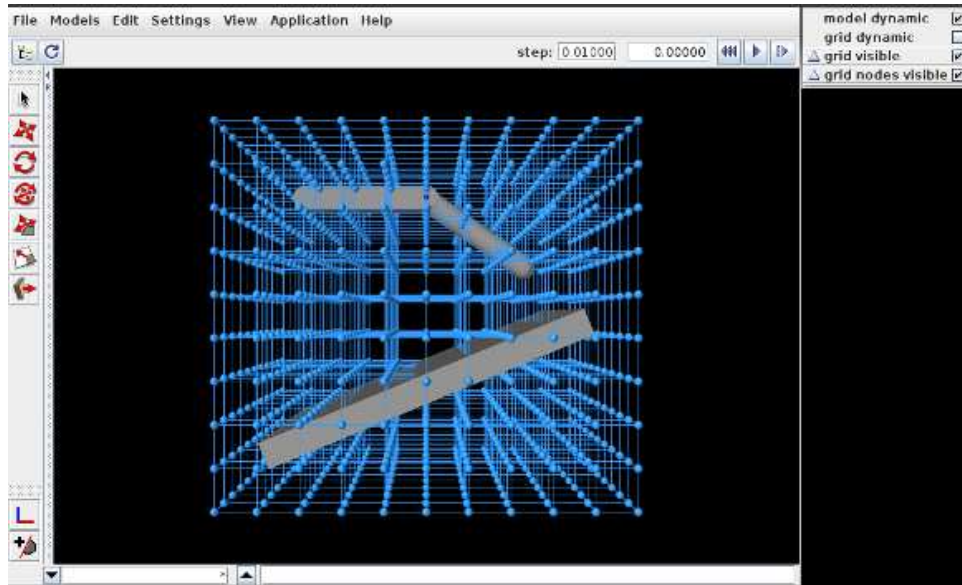 File Models Edit Settings View Application Help
step: 0.01000 0.00000
model dynamic
grid dynamic
grid visible
grid nodes visible